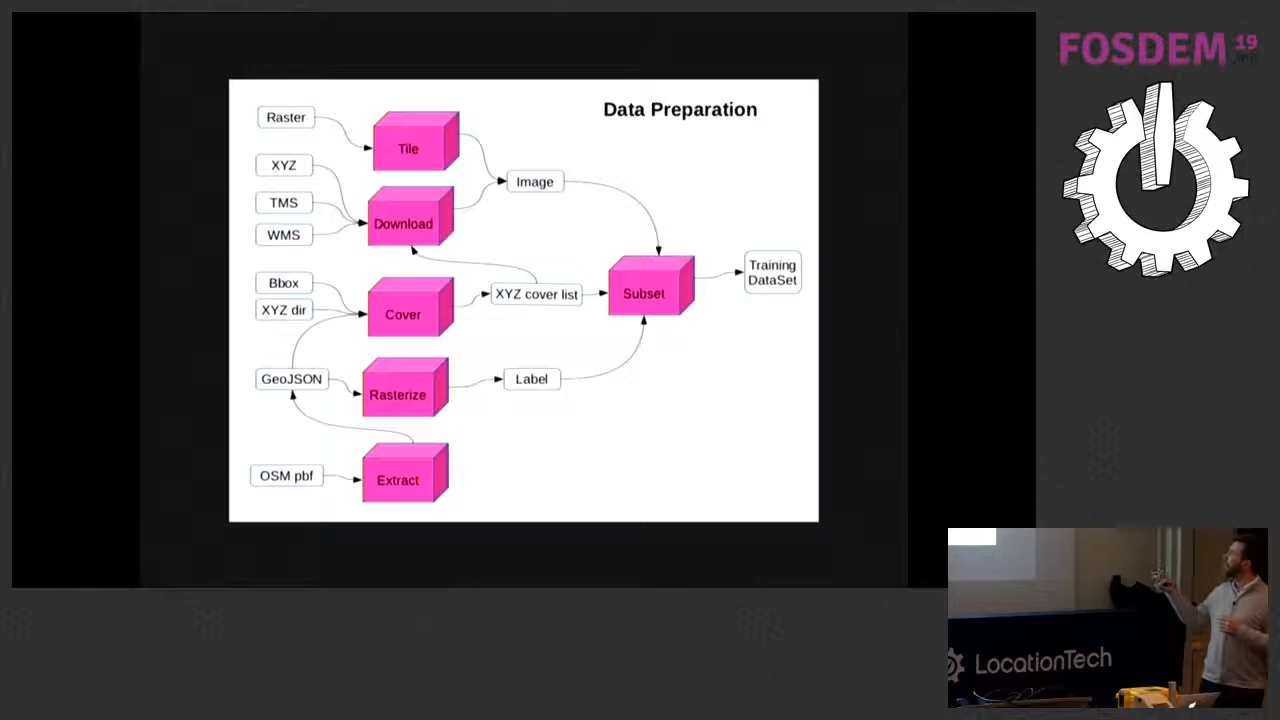 FOSDEM 19
Data Preparation
Raster
Tile
XYZ
Image
TMS
Download
WMS
Bbox
XYZ dir
Cover
XYZ cover list
Subset
Training
DataSet
GeoJSON
Rasterize
Label
OSM pbf
Extract
LocationTech